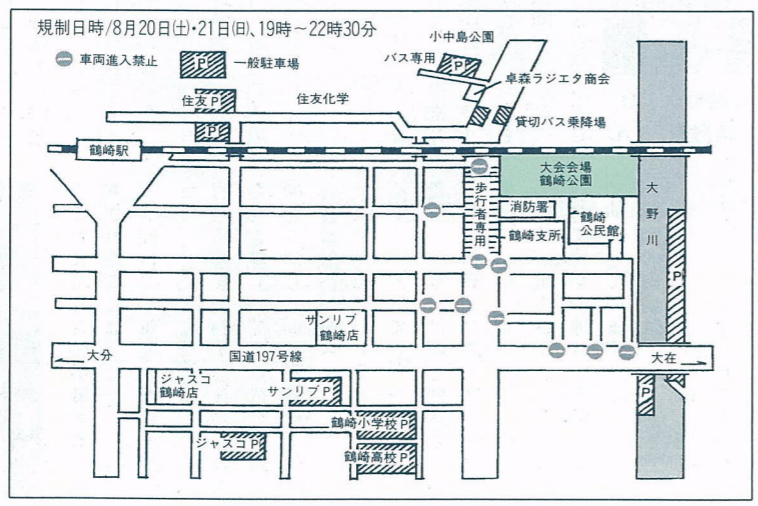 規制日時/8月20日(土)・21日(日)、19時～22時30分
車両進入禁止
P
一般駐車場
小中島公園
バス専用
P
卓森ラジエタ商会
住友P
住友化学
P
貸切バス乗降場
鶴崎駅
大会会場
鶴崎公園
歩行者専用
消防署
鶴崎支所
鶴崎
公民館
大野川
P
サンリブ
鶴崎店
大分
国道197号線
大在
ジャスコ
鶴崎店
サンリブP
P
鶴崎小学校P
ジャスコP
鶴崎高校P